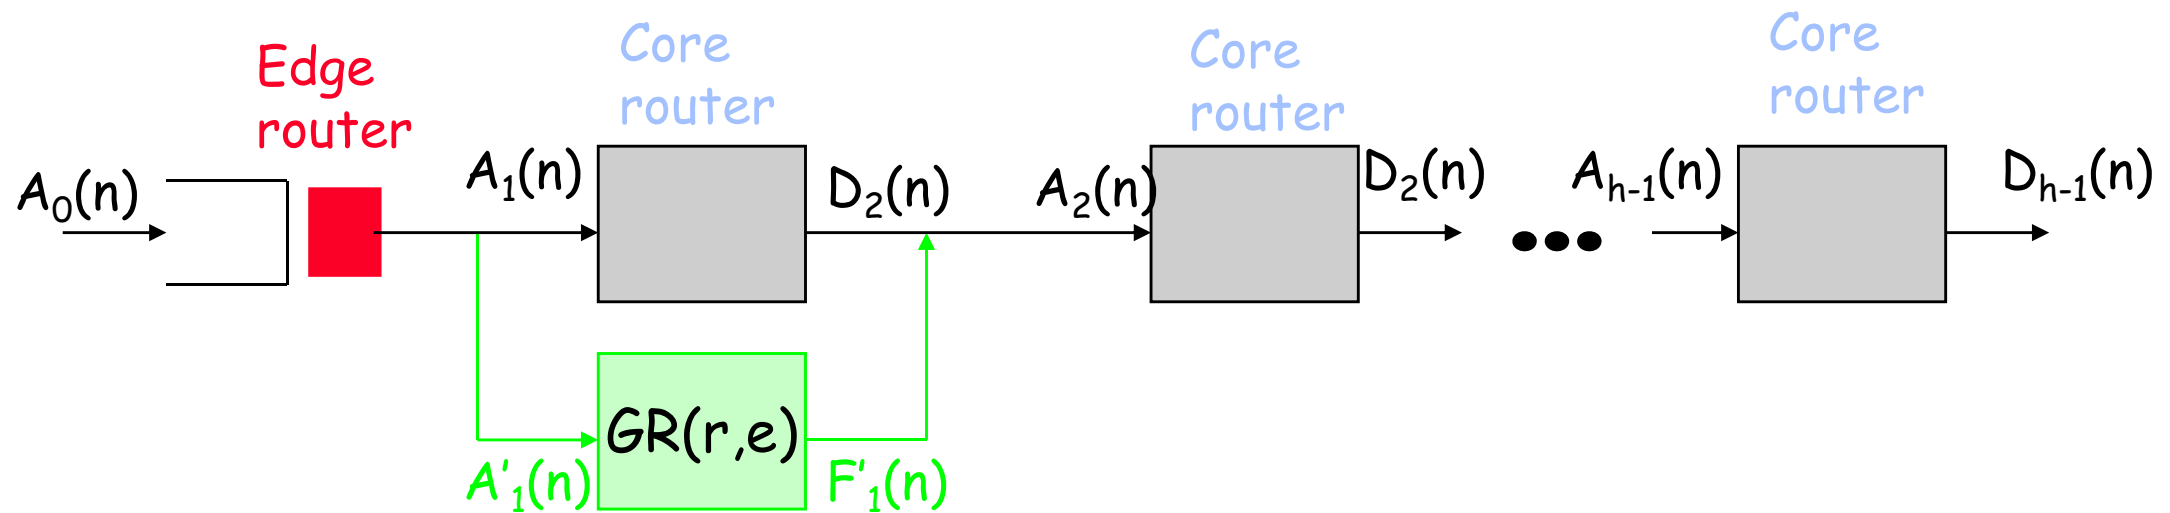 Edge
router
Core
router
Core
router
Core
router
A₀(n)
A₁(n)
D₂(n)
A₂(n)
D₂(n)
Aₕ₋₁(n)
Dₕ₋₁(n)
GR(r,e)
A'₁(n)
F'₁(n)